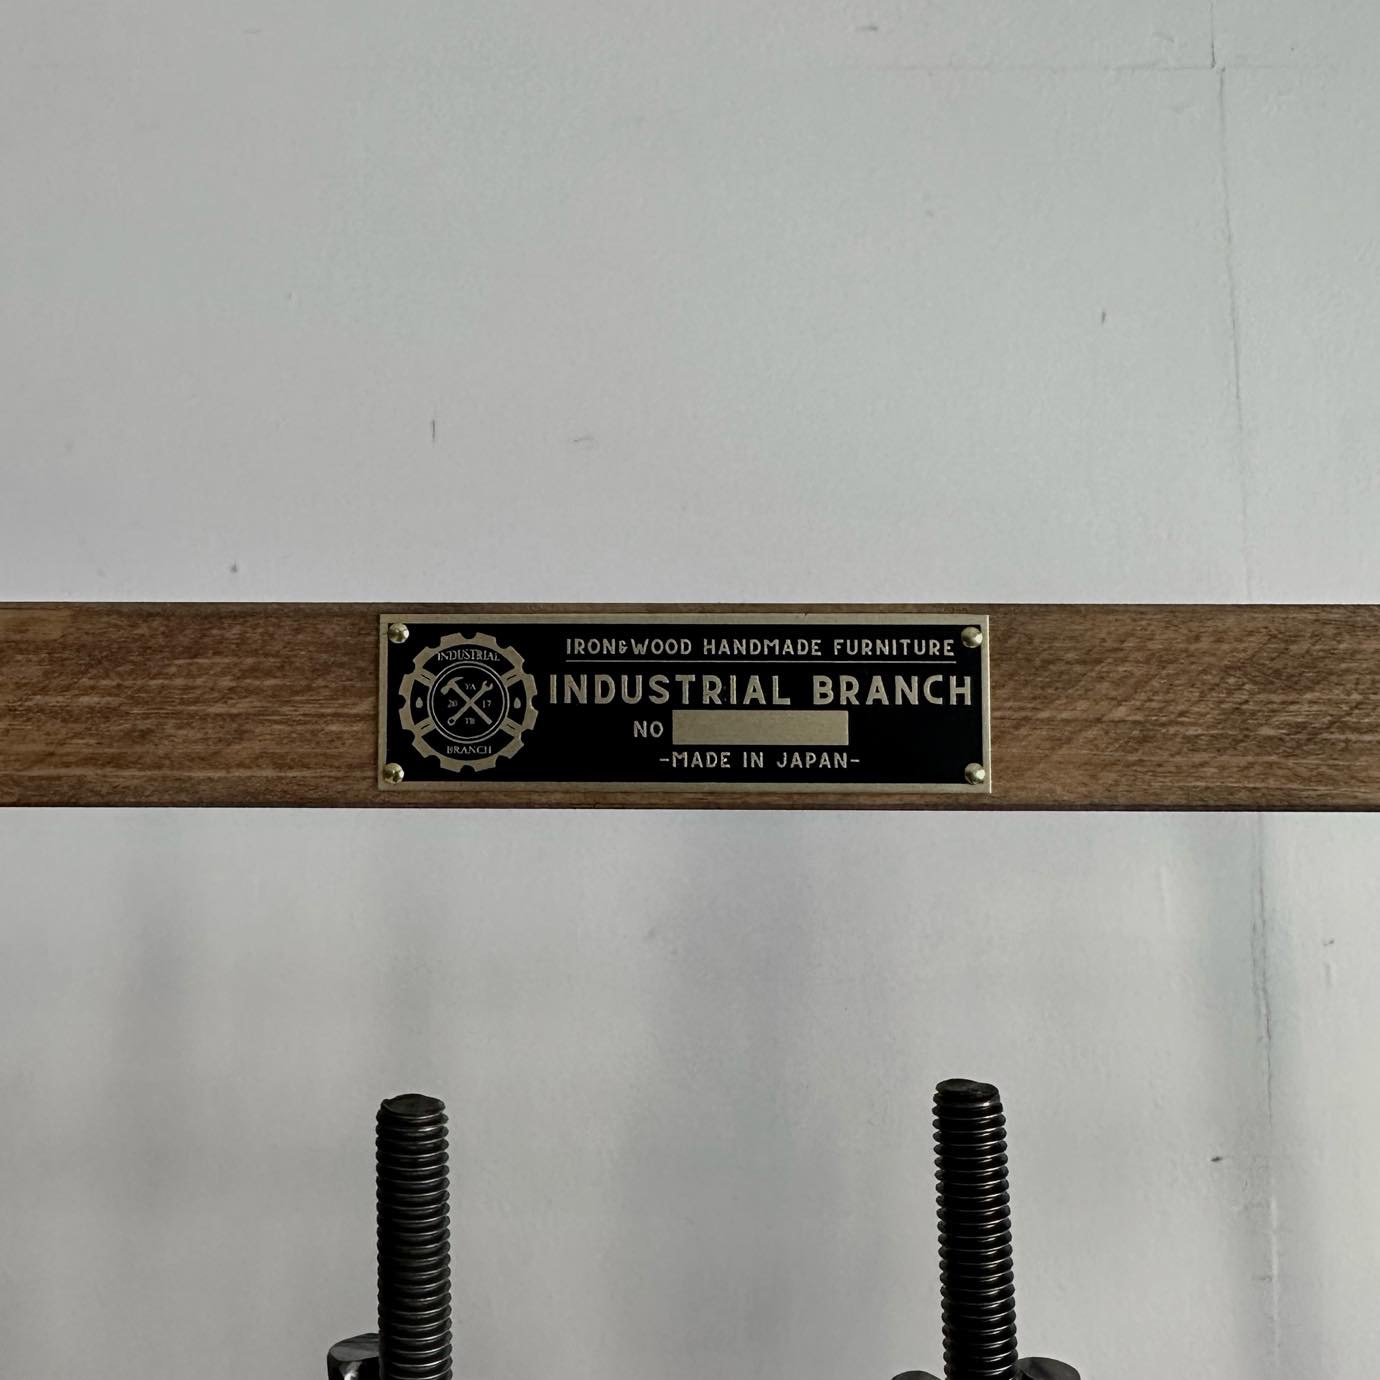 INDUSTRIAL
YA
20 17
TB
BRANCH
IRON&WOOD HANDMADE FURNITURE
INDUSTRIAL BRANCH
NO
-MADE IN JAPAN-